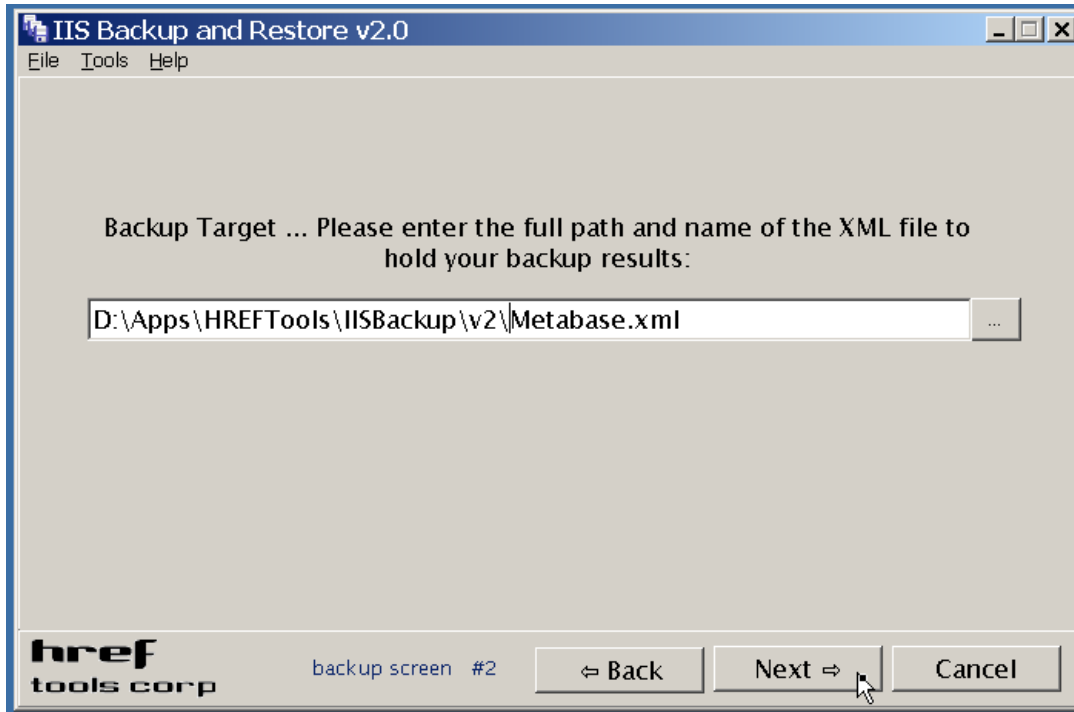 IIS Backup and Restore v2.0
File Tools Help
Backup Target ... Please enter the full path and name of the XML file to
hold your backup results:
D:\Apps\HREFTools\IISBackup\v2\Metabase.xml
...
href
tools corp
backup screen #2
⇦ Back
Next ⇨
Cancel